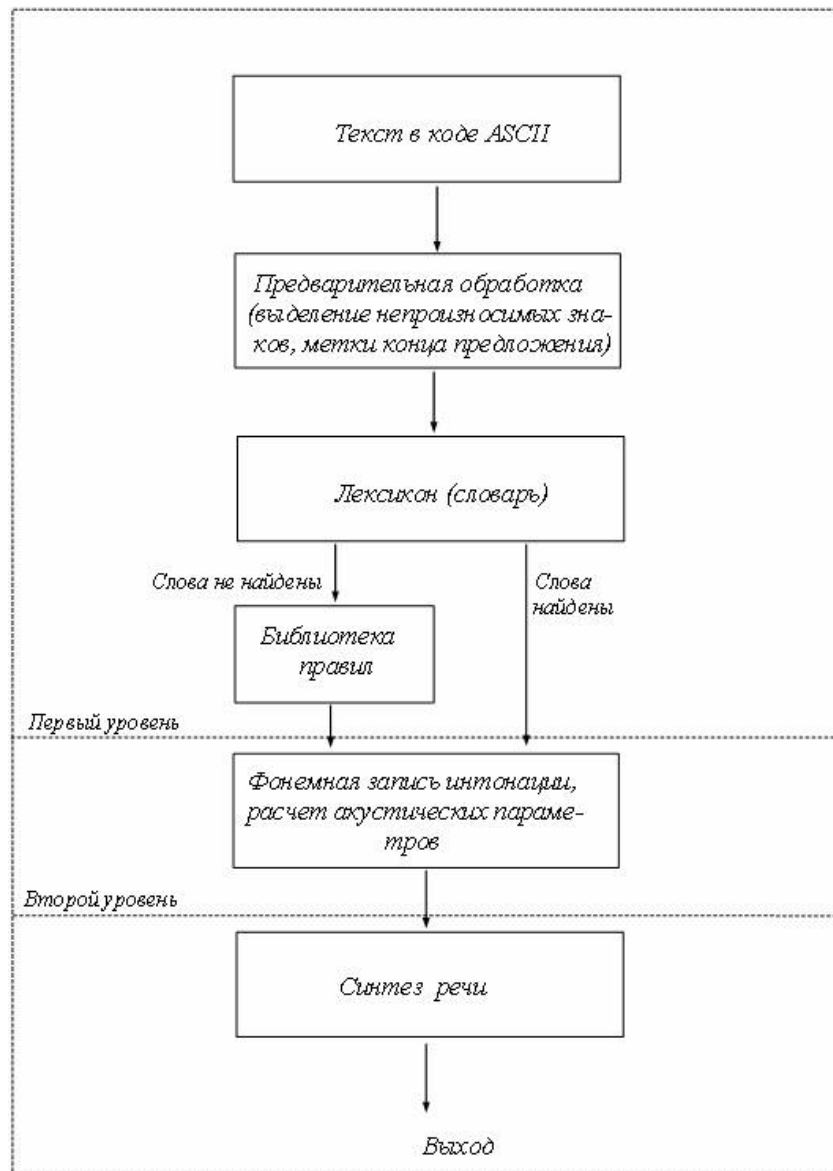 Текст в коде ASCII
Предварительная обработка
(выделение непроизносимых зна-
ков, метки конца предложения)
Лексикон (словарь)
Слова не найдены
Слова
найдены
Библиотека
правил
Первый уровень
Фонемная запись интонации,
расчет акустических параме-
тров
Второй уровень
Синтез речи
Выход